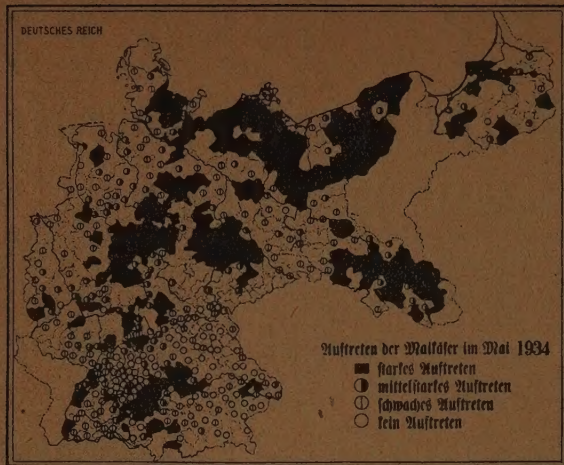 DEUTSCHES REICH
Auftreten der Maikäfer im Mai 1934
starkes Auftreten
mittelstarkes Auftreten
schwaches Auftreten
kein Auftreten